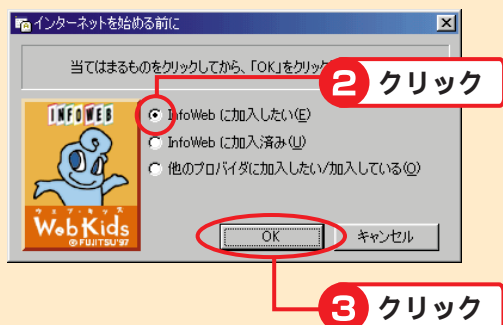 インターネットを始める前に
当てはまるものをクリックしてから、「OK」をクリック
2 クリック
INFOWEB
InfoWeb に加入したい(E)
InfoWeb に加入済み(U)
他のプロバイダに加入したい/加入している(O)
ウェブ・キッズ
WebKids
©FUJITSU'97
OK
キャンセル
3 クリック